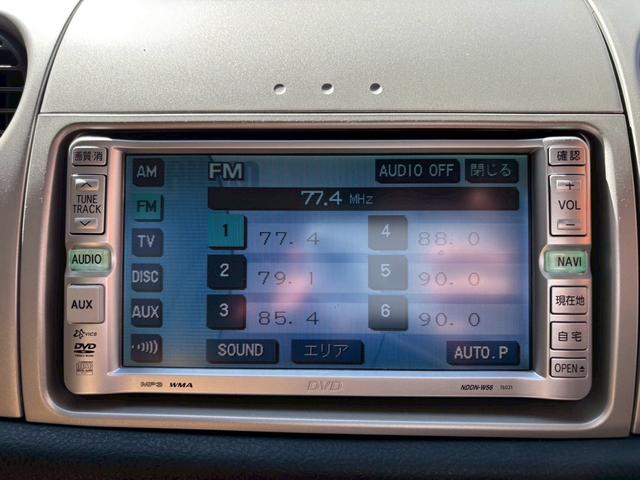 画質 消
確認
AM
FM
AUDIO OFF
閉じる
TUNE
TRACK
FM
77.4 MHz
+
VOL
−
TV
1 77. 4
4 88. 0
AUDIO
NAVI
DISC
2 79. 1
5 90. 0
AUX
AUX
3 85. 4
6 90. 0
現在地
VICS
SOUND
エリア
AUTO.P
自宅
DVD
OPEN
MP3 WMA
DVD
NDDN-W56